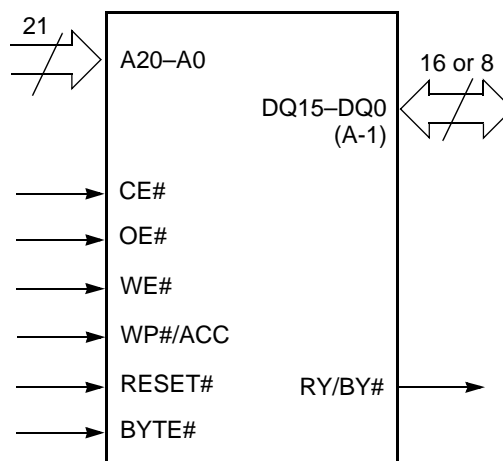 21
A20–A0
16 or 8
DQ15–DQ0
(A-1)
CE#
OE#
WE#
WP#/ACC
RESET#
RY/BY#
BYTE#